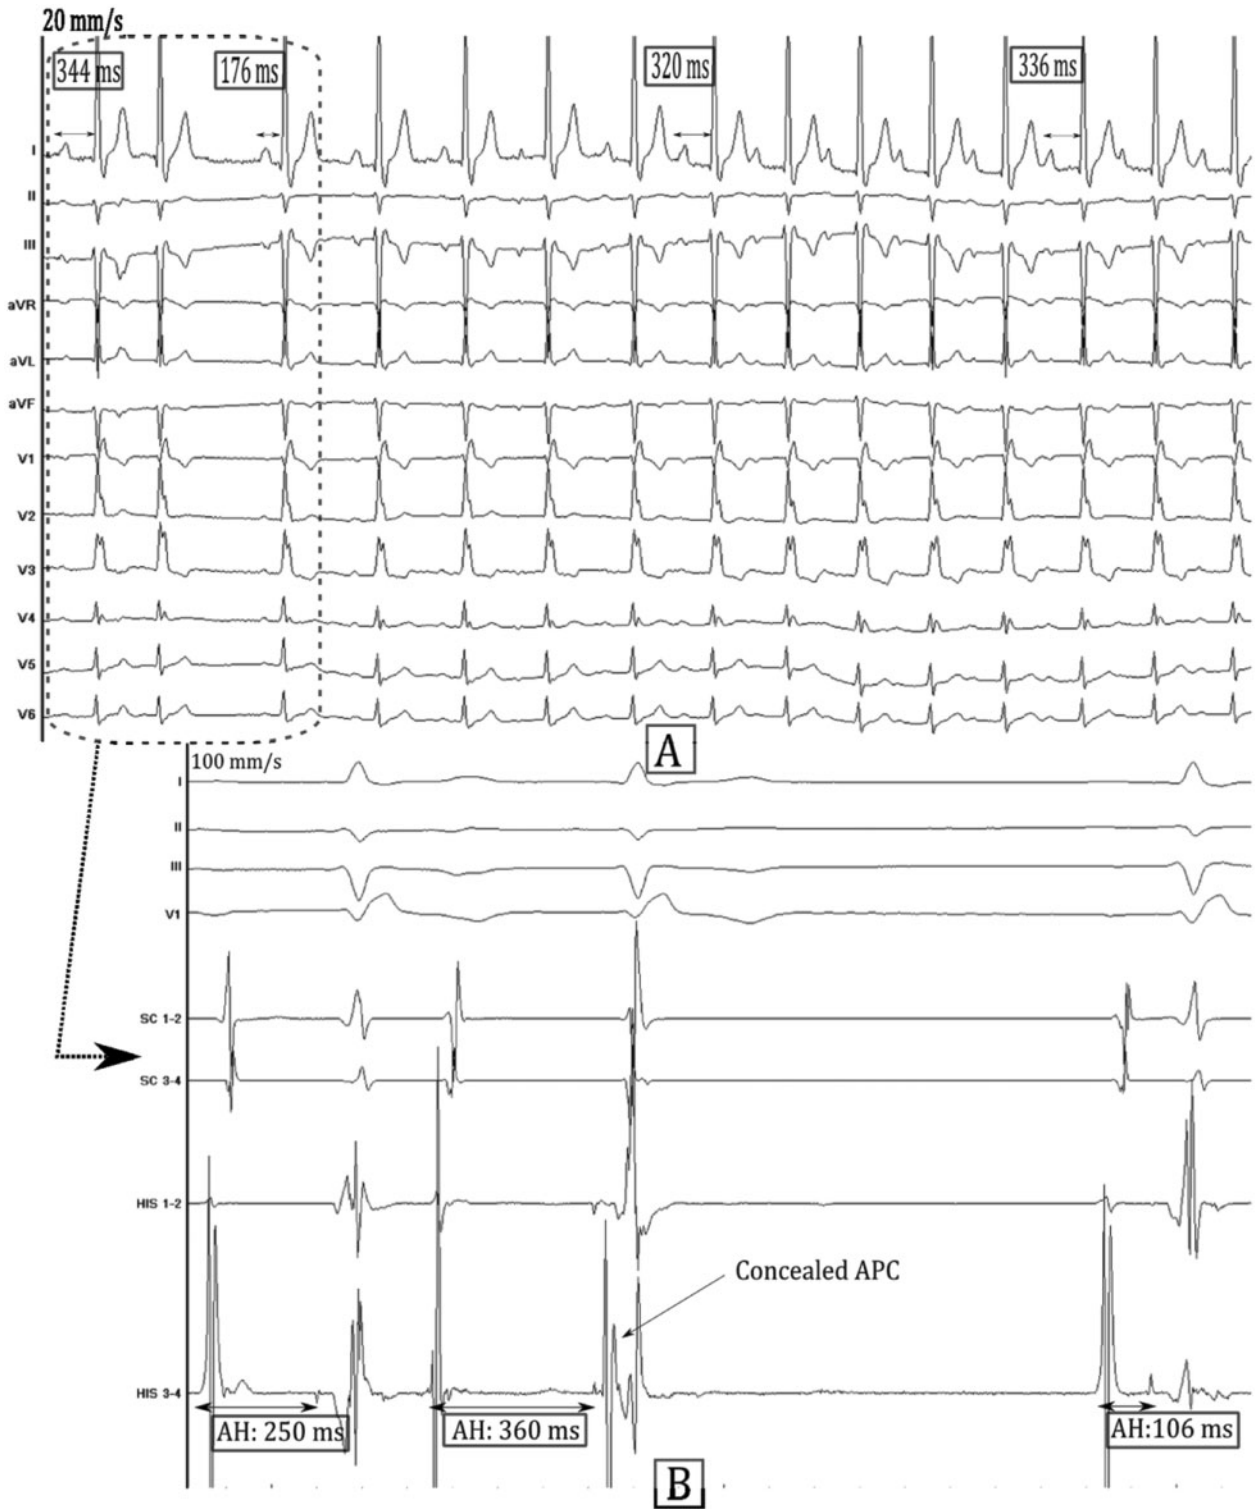 20 mm/s
344 ms
176 ms
320 ms
336 ms
I
II
III
aVR
aVL
aVF
V1
V2
V3
V4
V5
V6
A
100 mm/s
I
II
III
V1
SC 1-2
SC 3-4
HIS 1-2
Concealed APC
HIS 3-4
AH: 250 ms
AH: 360 ms
AH:106 ms
B